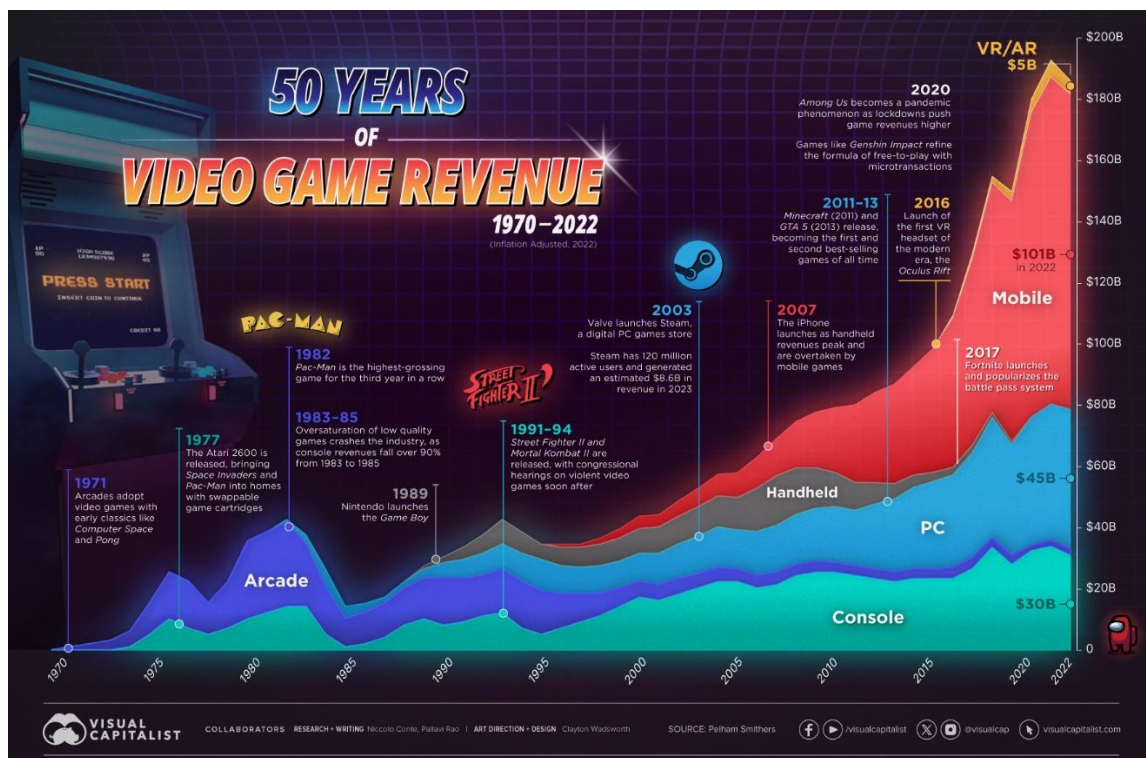 50 YEARS
OF
VIDEO GAME REVENUE
1970–2022
(Inflation Adjusted, 2022)
HIGH SCORE
PRESS START
INSERT COIN TO CONTINUE
CREDIT 00
1971
Arcades adopt
video games with
early classics like
Computer Space
and Pong
1977
The Atari 2600 is
released, bringing
Space Invaders and
Pac-Man into homes
with swappable
game cartridges
PAC-MAN
1982
Pac-Man is the highest-grossing
game for the third year in a row
1983–85
Oversaturation of low quality
games crashes the industry, as
console revenues fall over 90%
from 1983 to 1985
1989
Nintendo launches
the Game Boy
STREET
FIGHTER II
1991–94
Street Fighter II and
Mortal Kombat II are
released, with congressional
hearings on violent video
games soon after
2003
Valve launches Steam,
a digital PC games store
Steam has 120 million
active users and generated
an estimated $8.6B in
revenue in 2023
2007
The iPhone
launches as handheld
revenues peak and
are overtaken by
mobile games
2011–13
Minecraft (2011) and
GTA 5 (2013) release,
becoming the first and
second best-selling
games of all time
2016
Launch of
the first VR
headset of
the modern
era, the
Oculus Rift
2017
Fortnite launches
and popularizes the
battle pass system
2020
Among Us becomes a pandemic
phenomenon as lockdowns push
game revenues higher
Games like Genshin Impact refine
the formula of free-to-play with
microtransactions
VR/AR
$5B
$101B
in 2022
Mobile
Handheld
PC
$45B
Arcade
Console
$30B
$200B
$180B
$160B
$140B
$120B
$100B
$80B
$60B
$40B
$20B
0
1970
1975
1980
1985
1990
1995
2000
2005
2010
2015
2020
2022
VISUAL
CAPITALIST
COLLABORATORS RESEARCH + WRITING Niccolo Conte, Pallavi Rao | ART DIRECTION + DESIGN Clayton Wadsworth
SOURCE: Pelham Smithers
/visualcapitalist
@visualcap
visualcapitalist.com